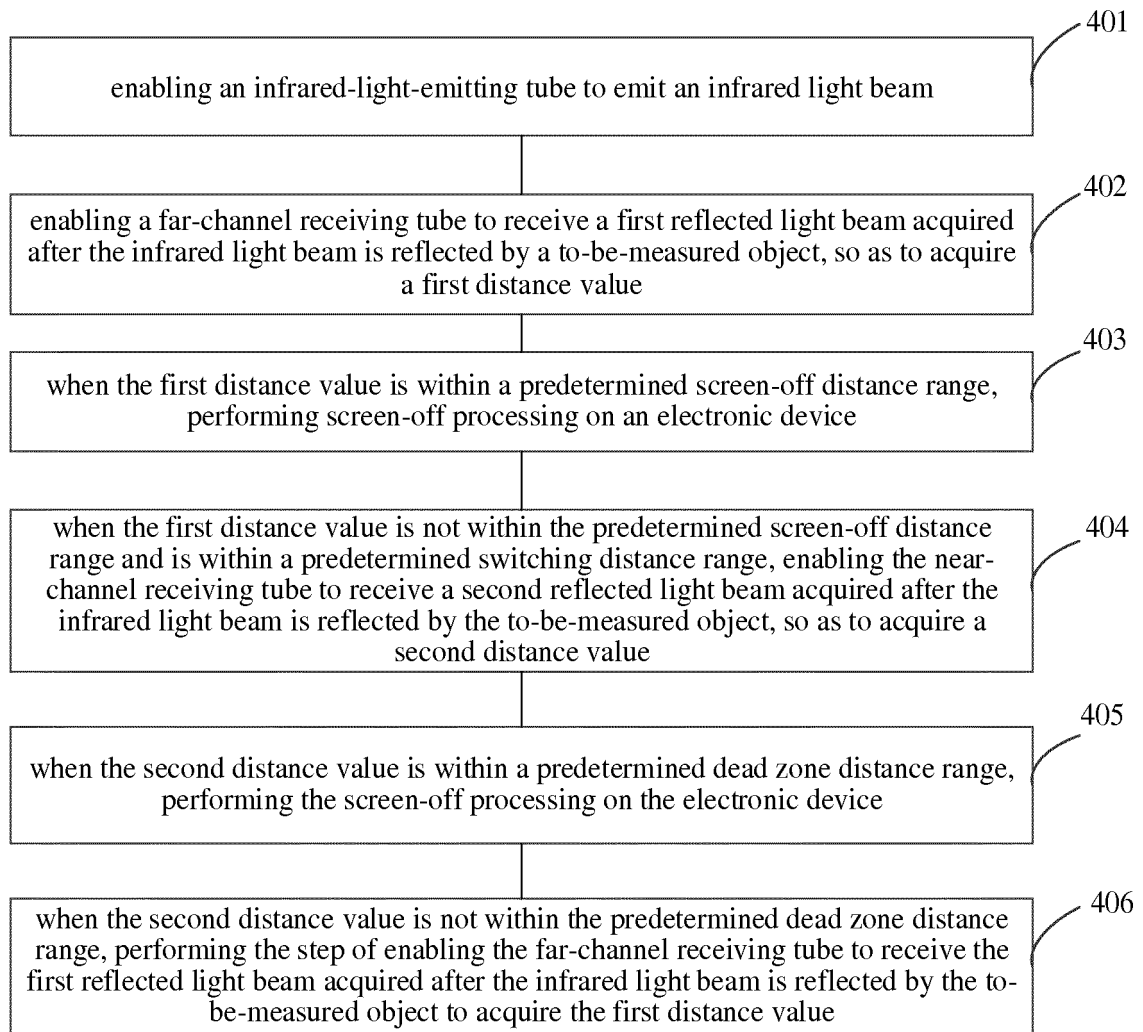 401
enabling an infrared-light-emitting tube to emit an infrared light beam
402
enabling a far-channel receiving tube to receive a first reflected light beam acquired
after the infrared light beam is reflected by a to-be-measured object, so as to acquire
a first distance value
403
when the first distance value is within a predetermined screen-off distance range,
performing screen-off processing on an electronic device
404
when the first distance value is not within the predetermined screen-off distance
range and is within a predetermined switching distance range, enabling the near-
channel receiving tube to receive a second reflected light beam acquired after the
infrared light beam is reflected by the to-be-measured object, so as to acquire a
second distance value
405
when the second distance value is within a predetermined dead zone distance range,
performing the screen-off processing on the electronic device
406
when the second distance value is not within the predetermined dead zone distance
range, performing the step of enabling the far-channel receiving tube to receive the
first reflected light beam acquired after the infrared light beam is reflected by the to-
be-measured object to acquire the first distance value